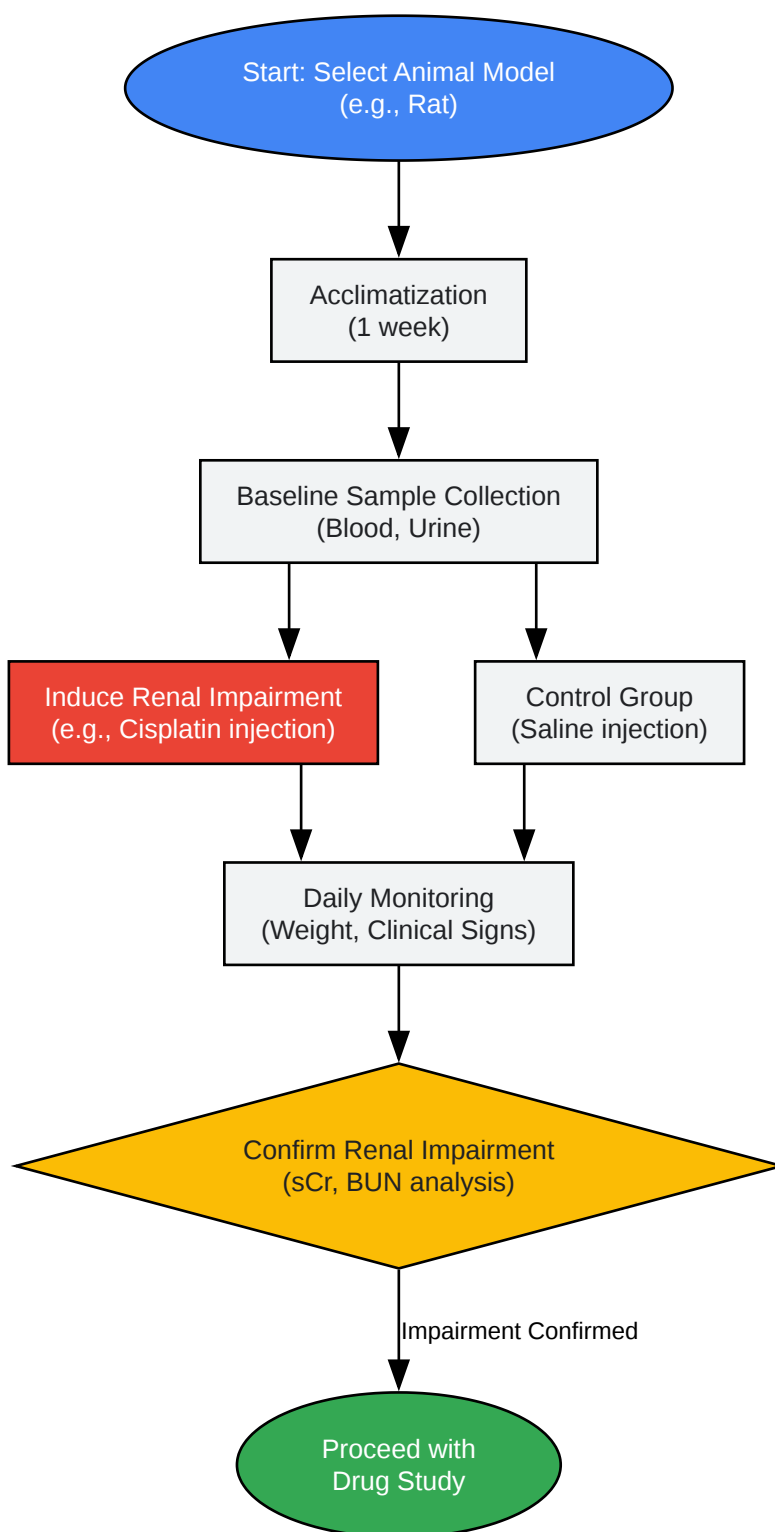 Start: Select Animal Model
(e.g., Rat)
Acclimatization
(1 week)
Baseline Sample Collection
(Blood, Urine)
Induce Renal Impairment
(e.g., Cisplatin injection)
Control Group
(Saline injection)
Daily Monitoring
(Weight, Clinical Signs)
Confirm Renal Impairment
(sCr, BUN analysis)
Impairment Confirmed
Proceed with
Drug Study